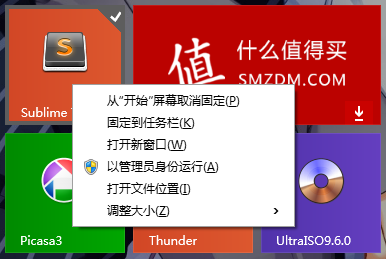 S
值 什么值得买
SMZDM.COM
Sublime
从“开始”屏幕取消固定(P)
固定到任务栏(K)
打开新窗口(W)
以管理员身份运行(A)
打开文件位置(I)
调整大小(Z)
Picasa3
Thunder
UltraISO9.6.0